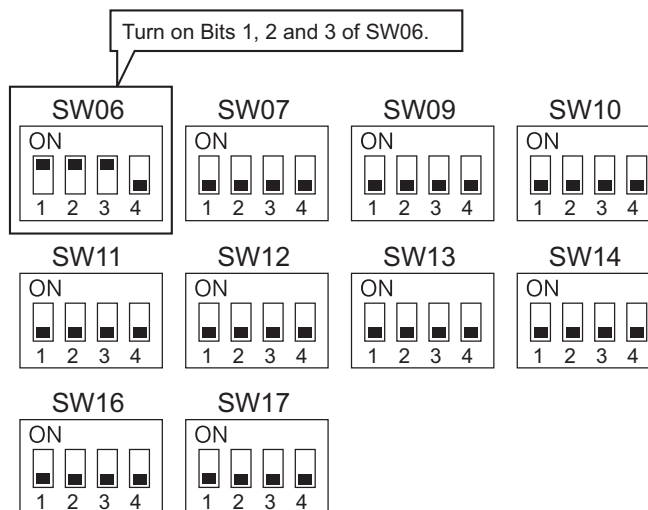 Turn on Bits 1, 2 and 3 of SW06.
SW06 SW07 SW09 SW10
ON ON ON ON
1 2 3 4 1 2 3 4 1 2 3 4 1 2 3 4
SW11 SW12 SW13 SW14
ON ON ON ON
1 2 3 4 1 2 3 4 1 2 3 4 1 2 3 4
SW16 SW17
ON ON
1 2 3 4 1 2 3 4